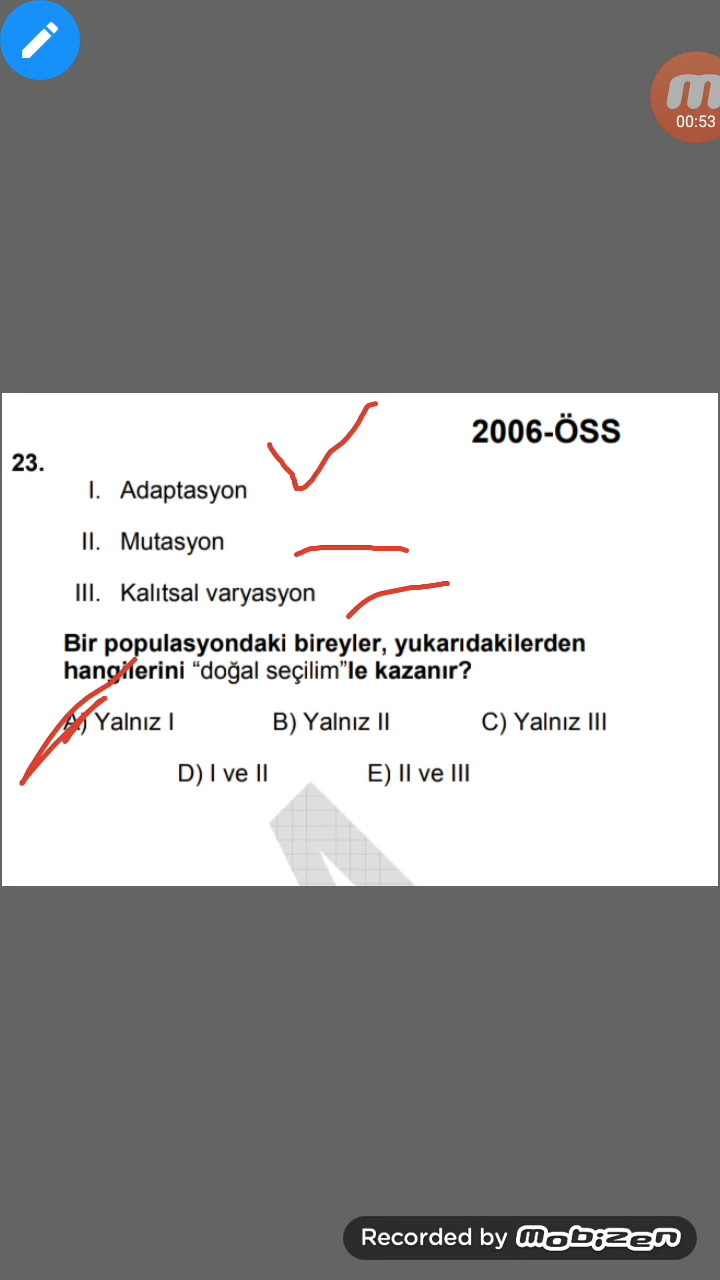 00:53
2006-ÖSS
23.
I. Adaptasyon
II. Mutasyon
III. Kalıtsal varyasyon
Bir populasyondaki bireyler, yukarıdakilerden
hangilerini “doğal seçilim”le kazanır?
A) Yalnız I B) Yalnız II C) Yalnız III
D) I ve II E) II ve III
Recorded by mobizen